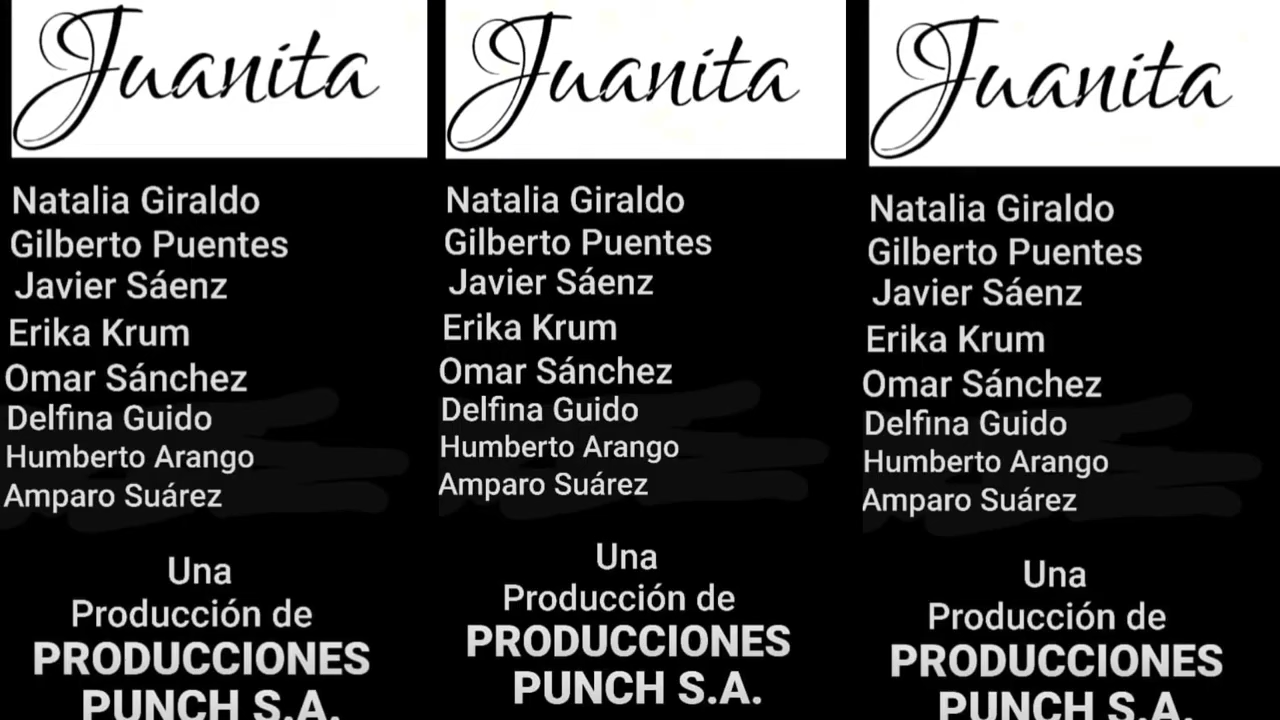 Juanita
Natalia Giraldo
Gilberto Puentes
Javier Sáenz
Erika Krum
Omar Sánchez
Delfina Guido
Humberto Arango
Amparo Suárez
Una
Producción de
PRODUCCIONES
PUNCH S.A.
Juanita
Natalia Giraldo
Gilberto Puentes
Javier Sáenz
Erika Krum
Omar Sánchez
Delfina Guido
Humberto Arango
Amparo Suárez
Una
Producción de
PRODUCCIONES
PUNCH S.A.
Juanita
Natalia Giraldo
Gilberto Puentes
Javier Sáenz
Erika Krum
Omar Sánchez
Delfina Guido
Humberto Arango
Amparo Suárez
Una
Producción de
PRODUCCIONES
PUNCH S.A.